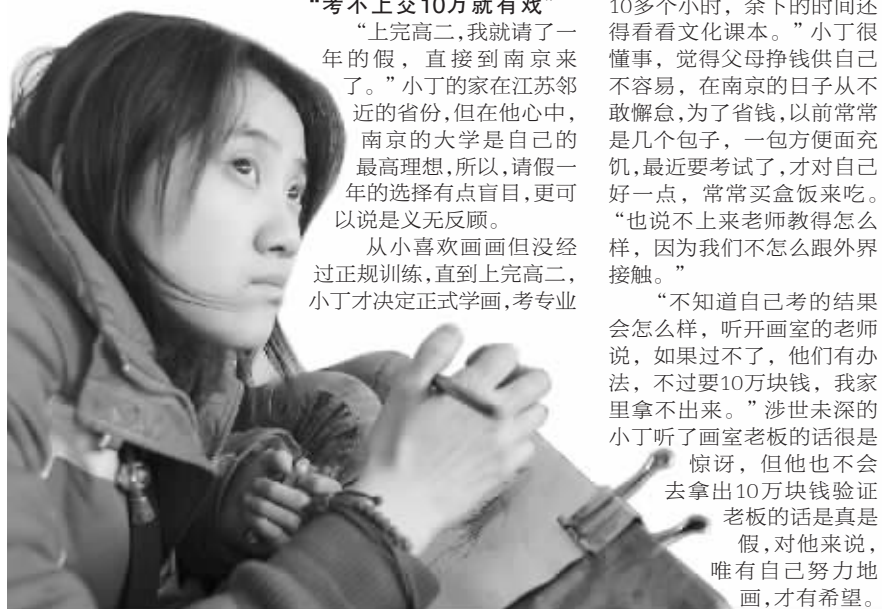 “考不上交10万就有戏”
“上完高二，我就请了一
年的假，直接到南京来
了。”小丁的家在江苏邻
近的省份，但在他心中，
南京的大学是自己的
最高理想，所以，请假一
年的选择有点盲目，更可
以说是义无反顾。
从小喜欢画画但没经
过正规训练，直到上完高二，
小丁才决定正式学画，考专业
10多个小时，余下的时间还
得看看文化课本。”小丁很
懂事，觉得父母挣钱供自己
不容易，在南京的日子从不
敢懈怠，为了省钱，以前常常
是几个包子，一包方便面充
饥，最近要考试了，才对自己
好一点，常常买盒饭来吃。
“也说不上来老师教得怎么
样，因为我们不怎么跟外界
接触。”
“不知道自己考的结果
会怎么样，听开画室的老师
说，如果过不了，他们有办
法，不过要10万块钱，我家
里拿不出来。”涉世未深的
小丁听了画室老板的话很是
惊讶，但他也不会
去拿出10万块钱验证
老板的话是真是
假，对他来说，
唯有自己努力地
画，才有希望。